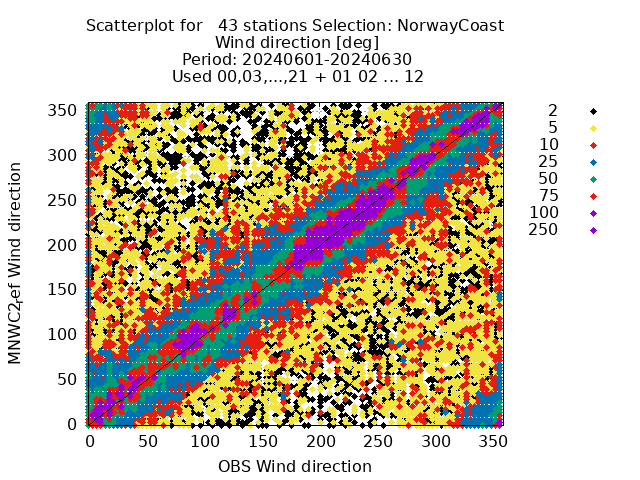 Scatterplot for 43 stations Selection: NorwayCoast
Wind direction [deg]
Period: 20240601-20240630
Used 00,03,...,21 + 01 02 ... 12
350
300
250
200
150
100
50
0
MNWC2ref Wind direction
0 50 100 150 200 250 300 350
OBS Wind direction
2
5
10
25
50
75
100
250